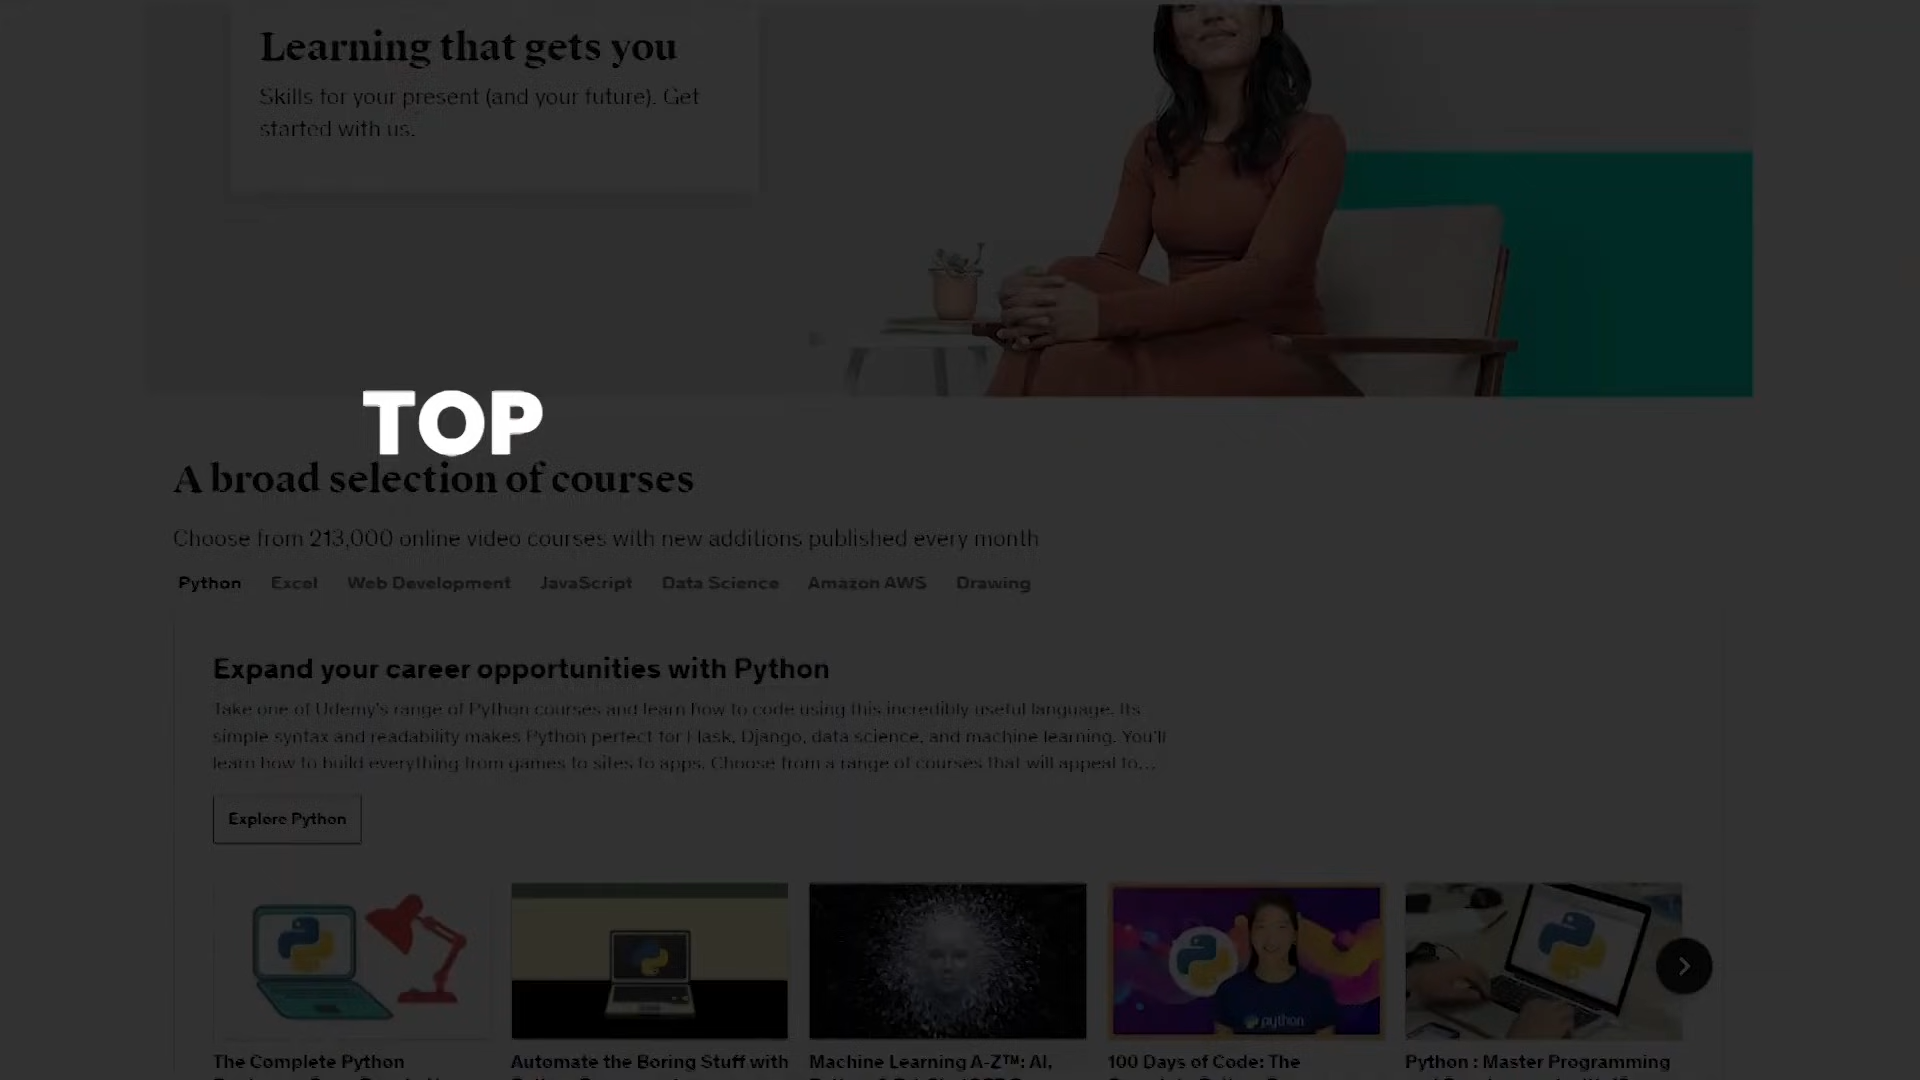 Learning that gets you
Skills for your present (and your future). Get
started with us.
TOP
A broad selection of courses
Choose from 213,000 online video courses with new additions published every month
Python Excel Web Development JavaScript Data Science Amazon AWS Drawing
Expand your career opportunities with Python
Take one of Udemy's range of Python courses and learn how to code using this incredibly useful language. Its
simple syntax and readability makes Python perfect for Flask, Django, data science, and machine learning. You'll
learn how to build everything from games to sites to apps. Choose from a range of courses that will appeal to...
Explore Python
python
The Complete Python
Automate the Boring Stuff with
Machine Learning A-Z™: AI,
100 Days of Code: The
Python : Master Programming